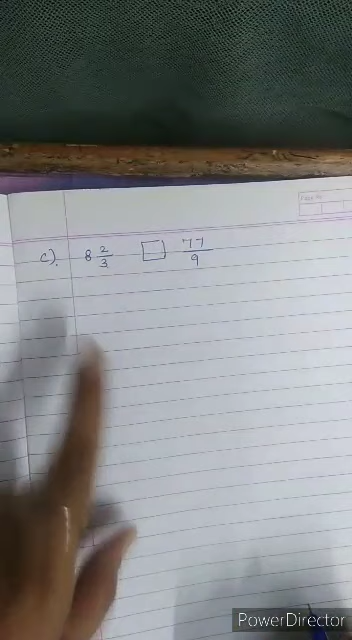 c). 8 2/3 □ 77/9
PowerDirector